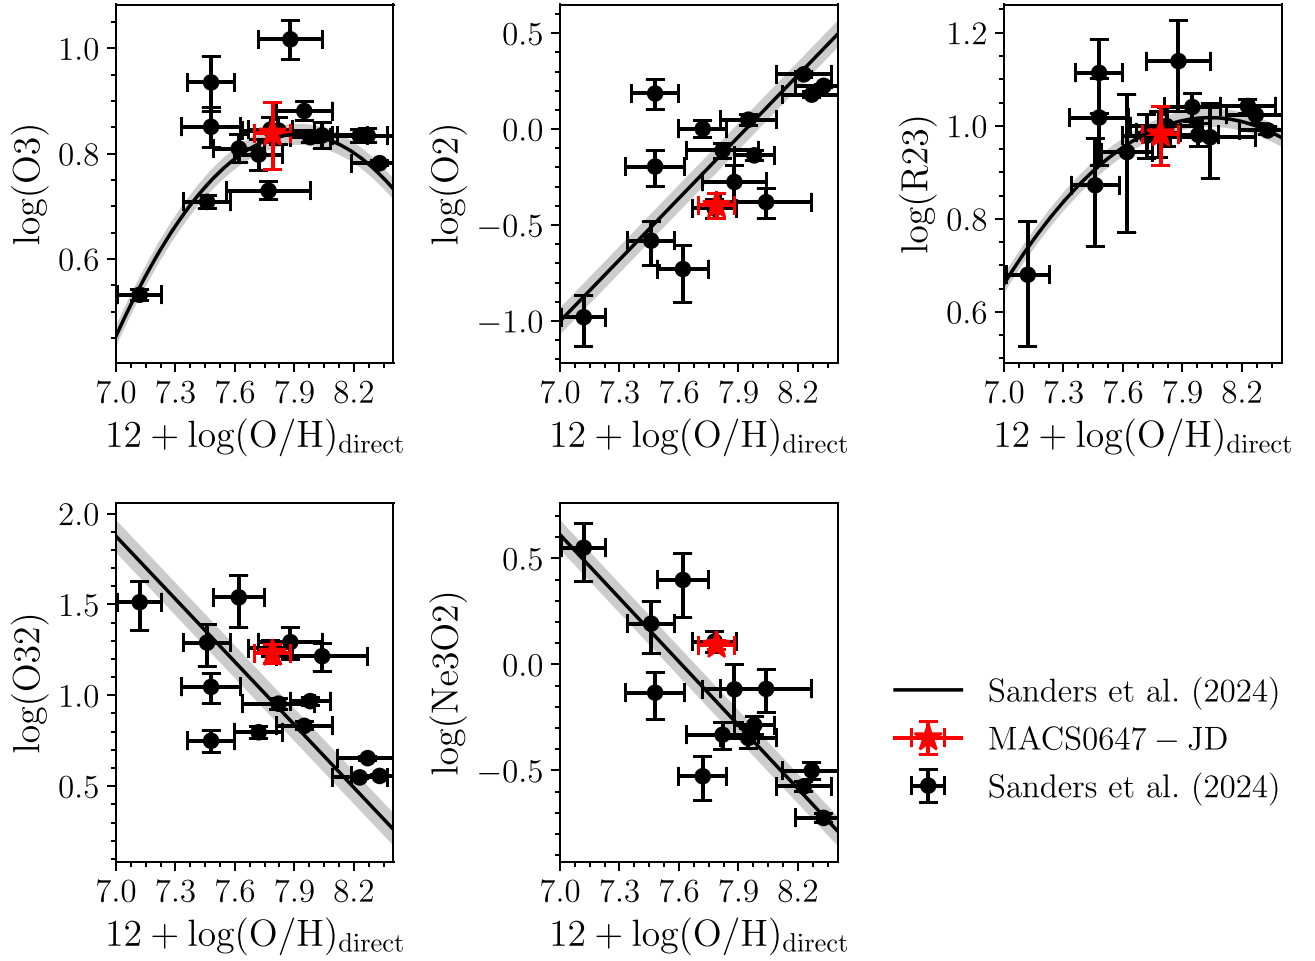 1.0
0.8
0.6
log(O3)
7.0 7.3 7.6 7.9 8.2
12 + log(O/H)direct
0.5
0.0
−0.5
−1.0
log(O2)
7.0 7.3 7.6 7.9 8.2
12 + log(O/H)direct
1.2
1.0
0.8
0.6
log(R23)
7.0 7.3 7.6 7.9 8.2
12 + log(O/H)direct
2.0
1.5
1.0
0.5
log(O32)
7.0 7.3 7.6 7.9 8.2
12 + log(O/H)direct
0.5
0.0
−0.5
log(Ne3O2)
7.0 7.3 7.6 7.9 8.2
12 + log(O/H)direct
Sanders et al. (2024)
MACS0647 − JD
Sanders et al. (2024)